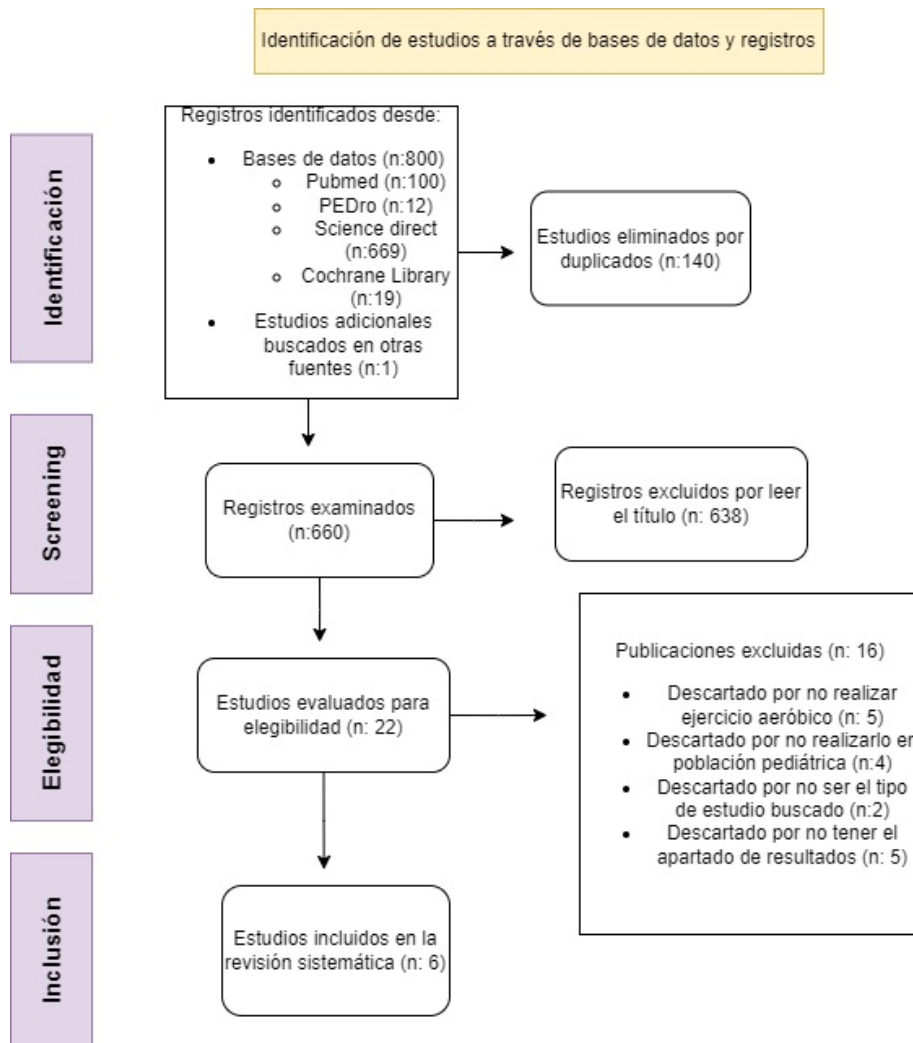 Identificación de estudios a través de bases de datos y registros
Identificación
Registros identificados desde:
• Bases de datos (n:800)
○ Pubmed (n:100)
○ PEDro (n:12)
○ Science direct
(n:669)
○ Cochrane Library
(n:19)
• Estudios adicionales
buscados en otras
fuentes (n:1)
Estudios eliminados por
duplicados (n:140)
Screening
Registros examinados
(n:660)
Registros excluidos por leer
el título (n: 638)
Elegibilidad
Estudios evaluados para
elegibilidad (n: 22)
Publicaciones excluidas (n: 16)
• Descartado por no realizar
ejercicio aeróbico (n: 5)
• Descartado por no realizarlo en
población pediátrica (n:4)
• Descartado por no ser el tipo
de estudio buscado (n:2)
• Descartado por no tener el
apartado de resultados (n: 5)
Inclusión
Estudios incluidos en la
revisión sistemática (n: 6)